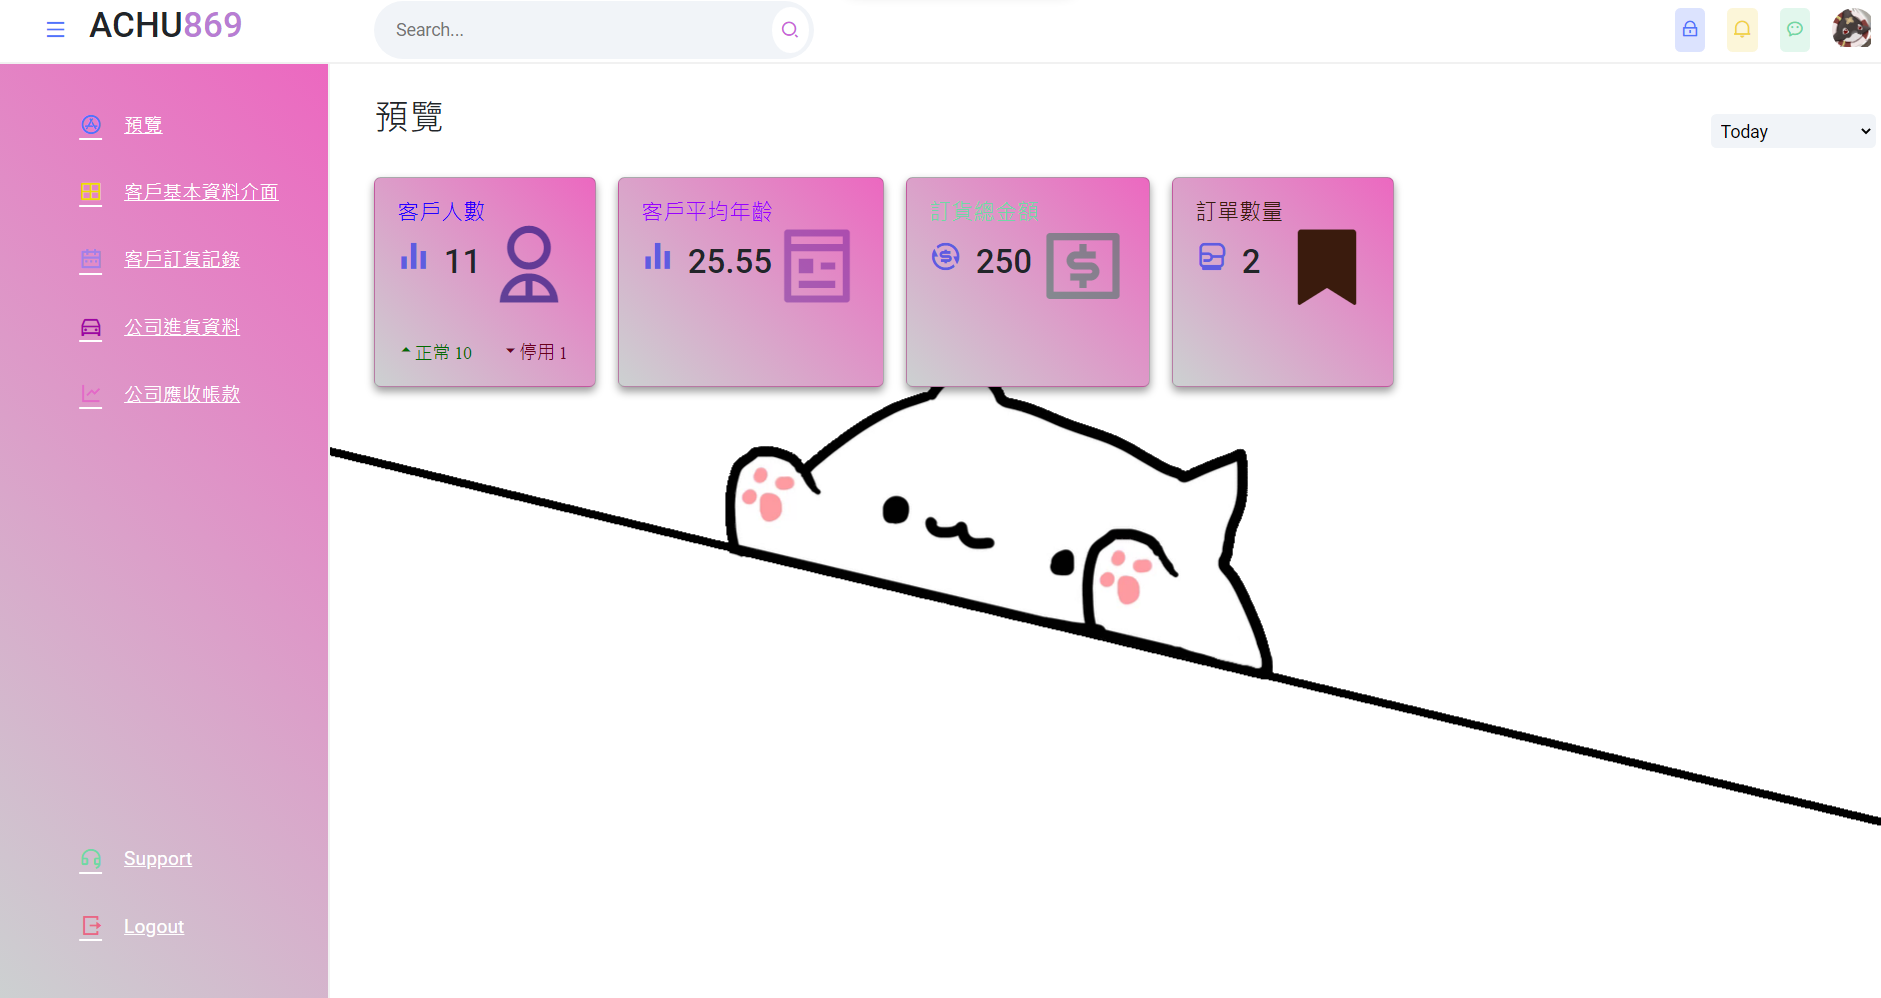 ACHU869
Search...
預覽
客戶基本資料介面
客戶訂貨記錄
公司進貨資料
公司應收帳款
Support
Logout
預覽
Today
客戶人數
11
正常 10
停用 1
客戶平均年齡
25.55
訂貨總金額
250
訂單數量
2